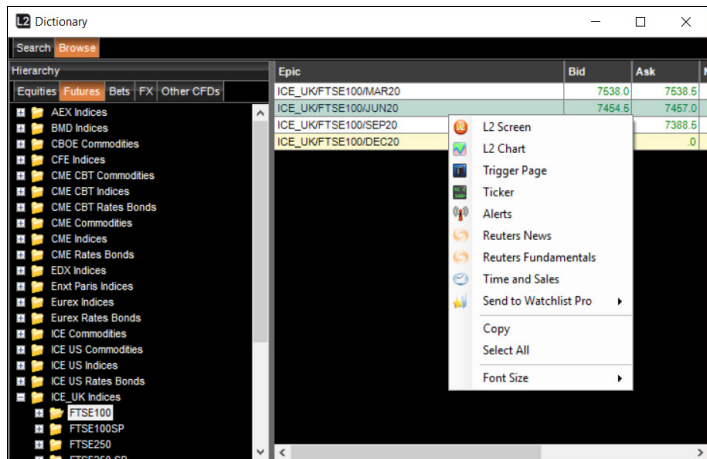 L2 Dictionary
Search Browse
Hierarchy
Equities Futures Bets FX Other CFDs
AEX Indices
BMD Indices
CBOE Commodities
CFE Indices
CME CBT Commodities
CME CBT Indices
CME CBT Rates Bonds
CME Commodities
CME Indices
CME Rates Bonds
EDX Indices
Enxt Paris Indices
Eurex Indices
Eurex Rates Bonds
ICE Commodities
ICE US Commodities
ICE US Indices
ICE US Rates Bonds
ICE_UK Indices
FTSE100
FTSE100SP
FTSE250
FTSE250 SP
Epic Bid Ask
ICE_UK/FTSE100/MAR20 7538.0 7538.5
ICE_UK/FTSE100/JUN20 7454.5 7457.0
ICE_UK/FTSE100/SEP20 7388.5
ICE_UK/FTSE100/DEC20 .0
L2 Screen
L2 Chart
Trigger Page
Ticker
Alerts
Reuters News
Reuters Fundamentals
Time and Sales
Send to Watchlist Pro
Copy
Select All
Font Size